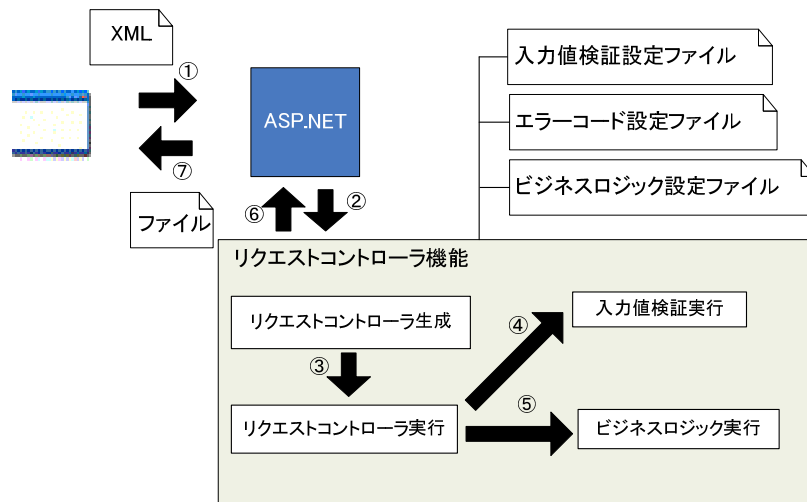 XML
①
ASP.NET
⑦
ファイル
⑥
②
入力値検証設定ファイル
エラーコード設定ファイル
ビジネスロジック設定ファイル
リクエストコントローラ機能
リクエストコントローラ生成
③
リクエストコントローラ実行
④
入力値検証実行
⑤
ビジネスロジック実行